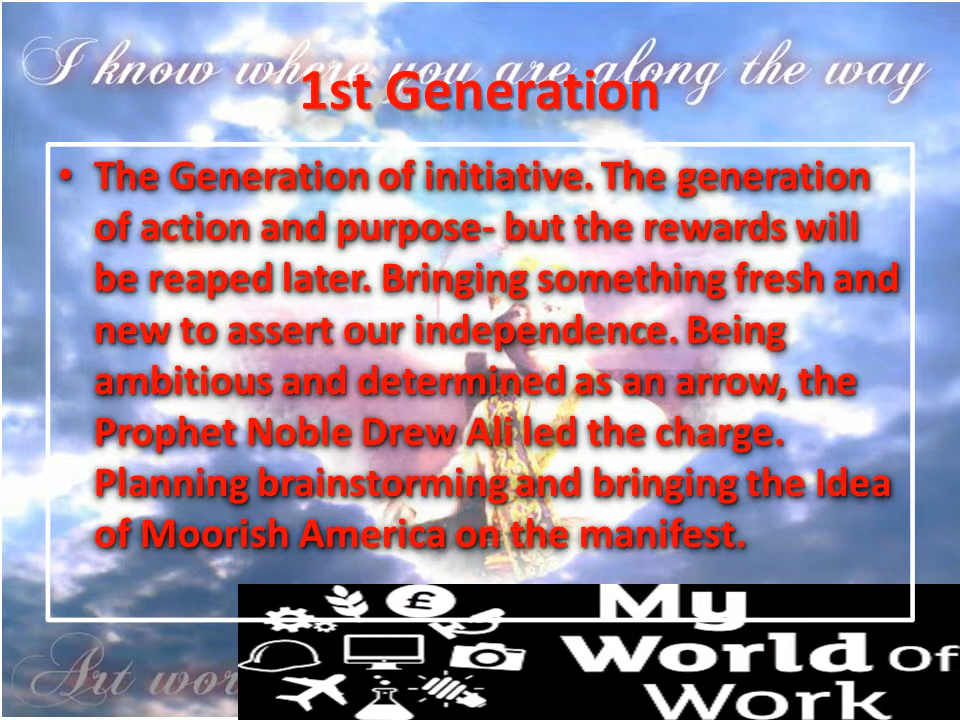 I know where you are along the way
1st Generation
• The Generation of initiative. The generation
of action and purpose- but the rewards will
be reaped later. Bringing something fresh and
new to assert our independence. Being
ambitious and determined as an arrow, the
Prophet Noble Drew Ali led the charge.
Planning brainstorming and bringing the Idea
of Moorish America on the manifest.
£
My
World Of
Work
Art